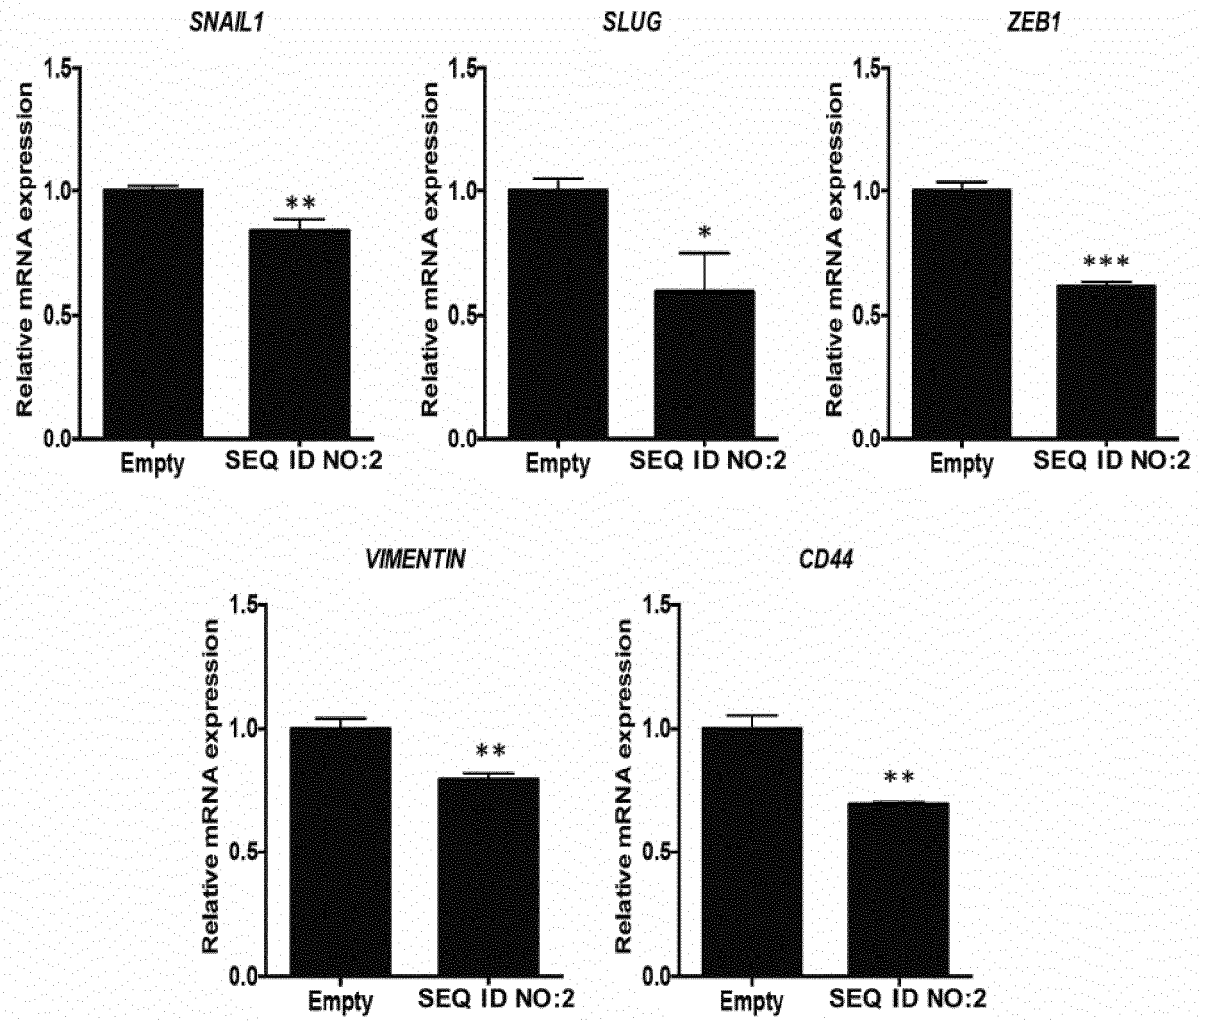 SNAIL1
Relative mRNA expression
1.5
1.0
0.5
0.0
**
Empty
SEQ ID NO:2
SLUG
Relative mRNA expression
1.5
1.0
0.5
0.0
*
Empty
SEQ ID NO:2
ZEB1
Relative mRNA expression
1.5
1.0
0.5
0.0
***
Empty
SEQ ID NO:2
VIMENTIN
Relative mRNA expression
1.5
1.0
0.5
0.0
**
Empty
SEQ ID NO:2
CD44
Relative mRNA expression
1.5
1.0
0.5
0.0
**
Empty
SEQ ID NO:2